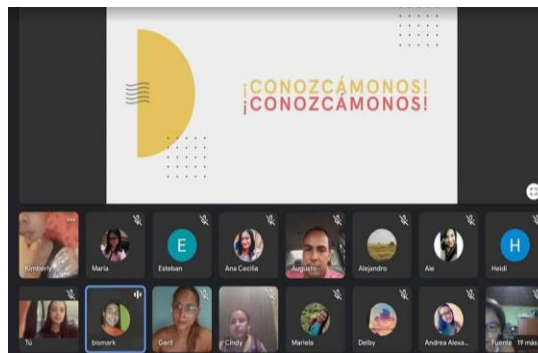 ¡CONOZCÁMONOS!
¡CONOZCÁMONOS!
Kimberly
María
E
Esteban
Ana Cecilia
Augusto
Alejandro
Ale
H
Heidi
Tú
bismark
Geril
Cindy
Mariela
Delby
Andrea Alexa...
Fuente
19 más